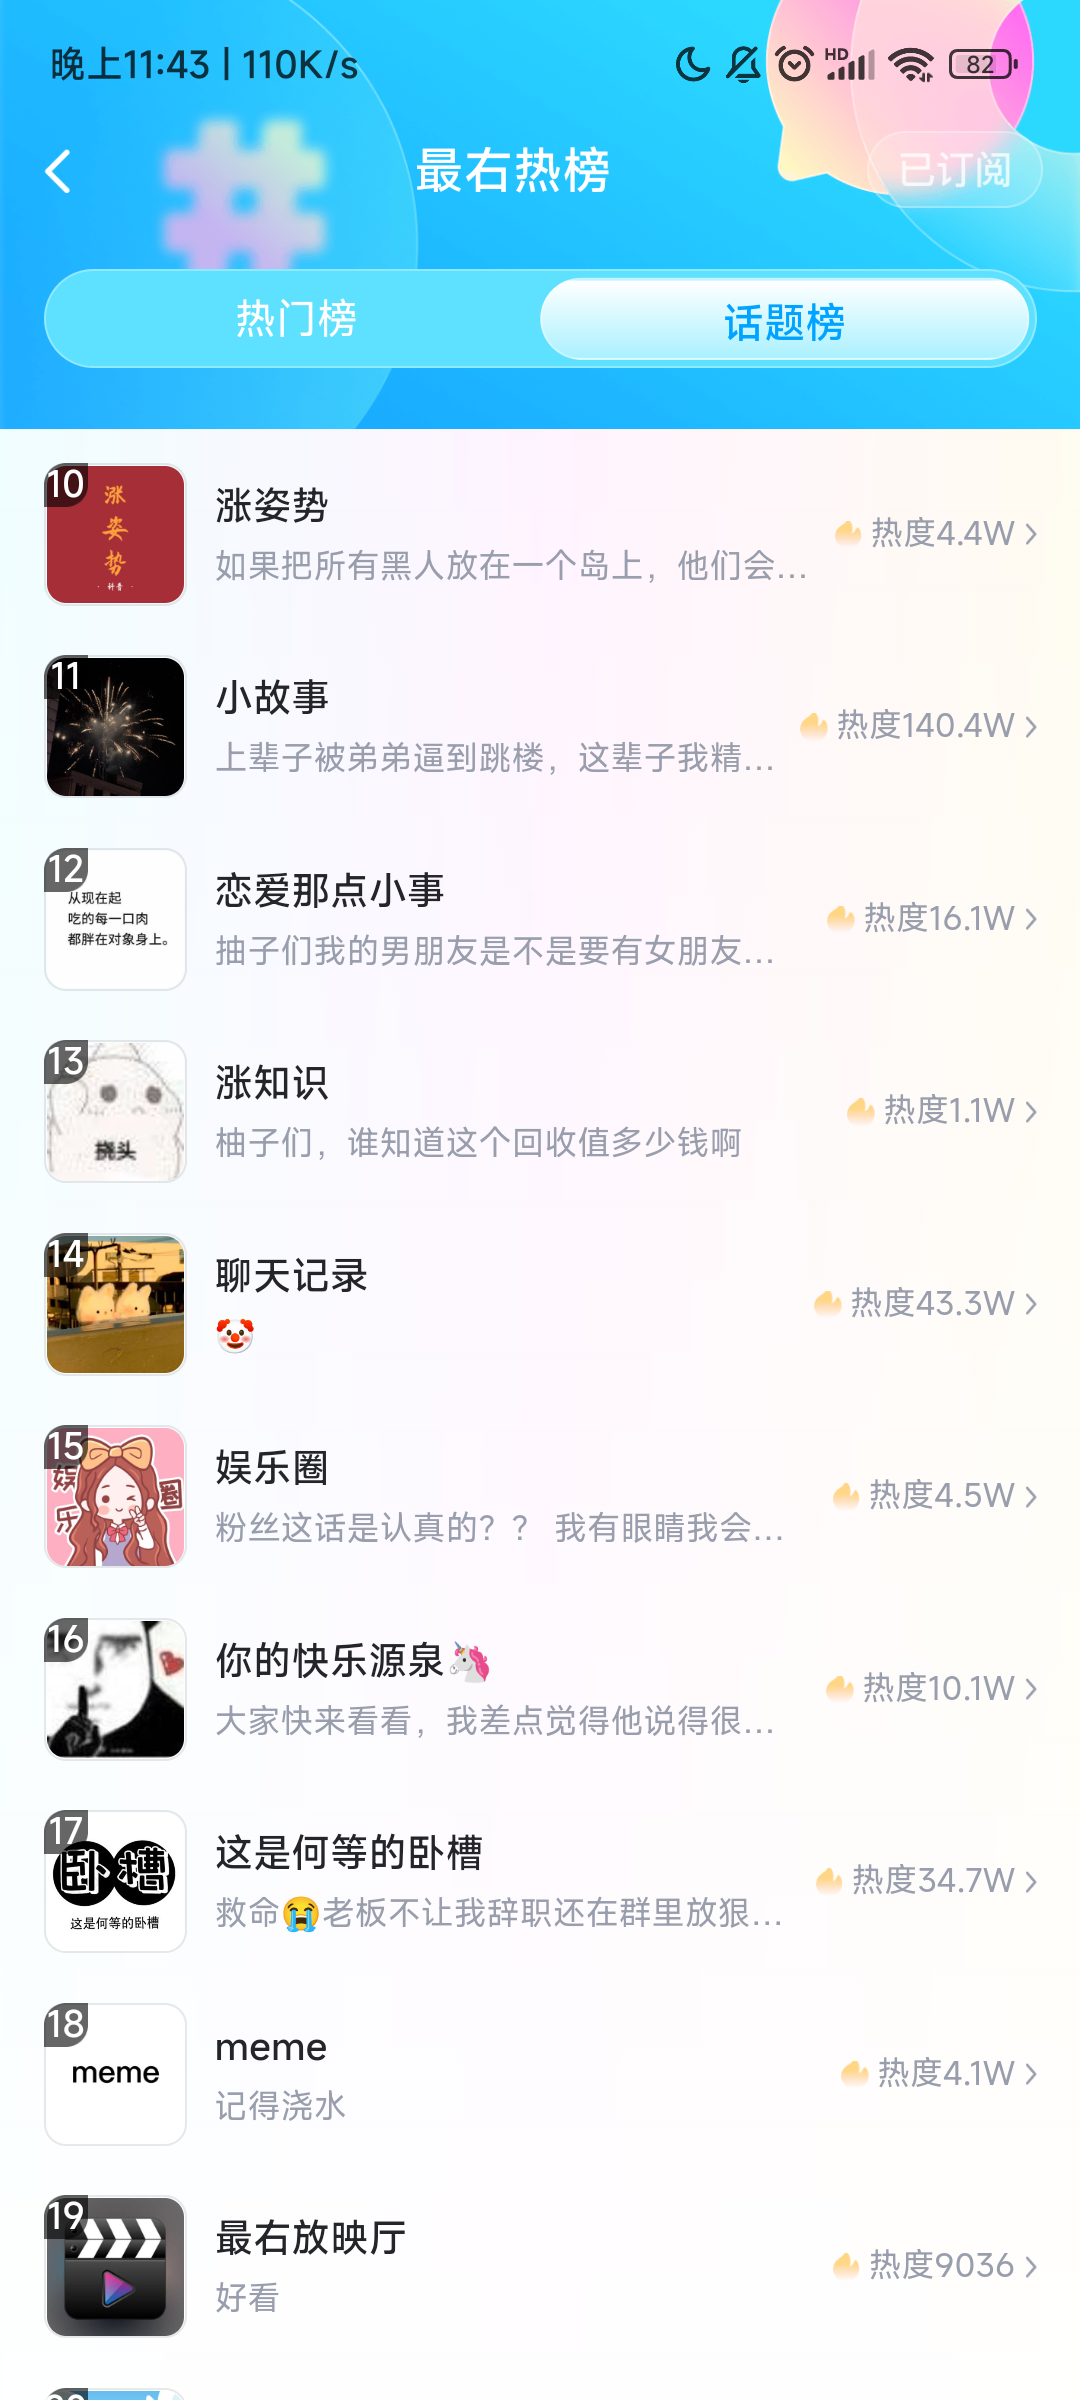 晚上11:43 | 110K/s
HD
82
最右热榜
已订阅
热门榜
话题榜
10
涨
姿
势
· 科普 ·
涨姿势
如果把所有黑人放在一个岛上，他们会...
热度4.4W
11
小故事
上辈子被弟弟逼到跳楼，这辈子我精...
热度140.4W
12
从现在起
吃的每一口肉
都胖在对象身上。
恋爱那点小事
抽子们我的男朋友是不是要有女朋友...
热度16.1W
13
挠头
涨知识
柚子们，谁知道这个回收值多少钱啊
热度1.1W
14
聊天记录
🤡
热度43.3W
15
娱乐
圈
娱乐圈
粉丝这话是认真的？？ 我有眼睛我会...
热度4.5W
16
你的快乐源泉🦄
大家快来看看，我差点觉得他说得很...
热度10.1W
17
卧槽
这是何等的卧槽
这是何等的卧槽
救命😭老板不让我辞职还在群里放狠...
热度34.7W
18
meme
meme
记得浇水
热度4.1W
19
最右放映厅
好看
热度9036